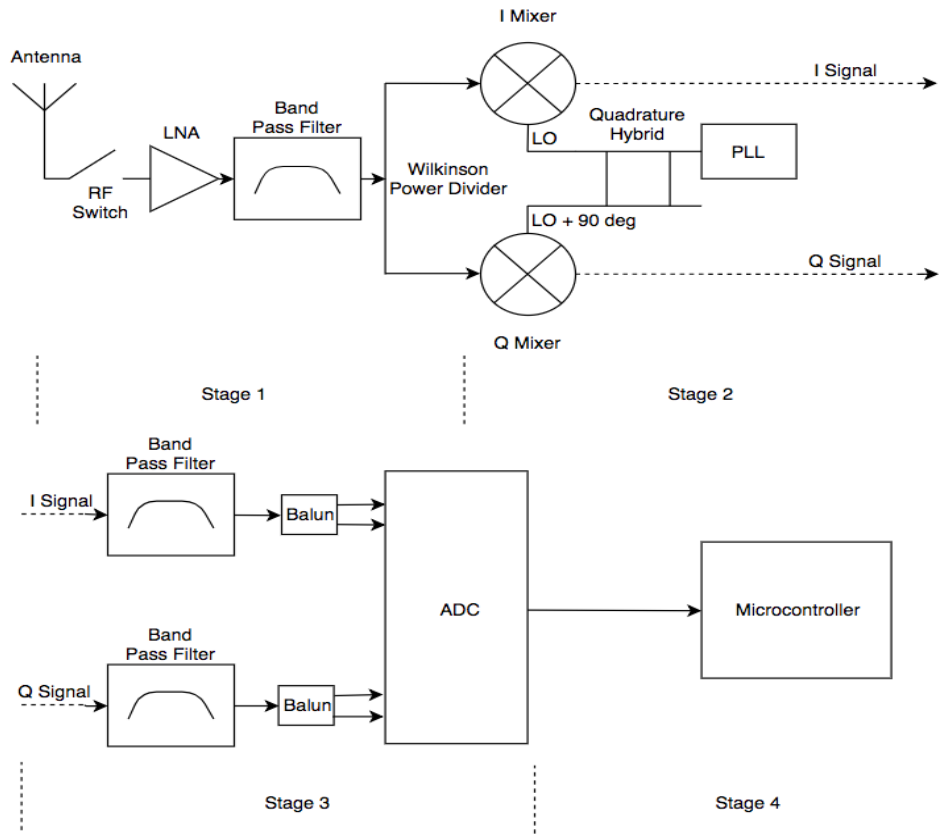 I Mixer
Antenna
I Signal
Band
Pass Filter
Quadrature
Hybrid
LNA
LO
PLL
Wilkinson
Power Divider
RF
Switch
LO + 90 deg
Q Signal
Q Mixer
Stage 1
Stage 2
Band
Pass Filter
I Signal
Balun
ADC
Microcontroller
Band
Pass Filter
Q Signal
Balun
Stage 3
Stage 4